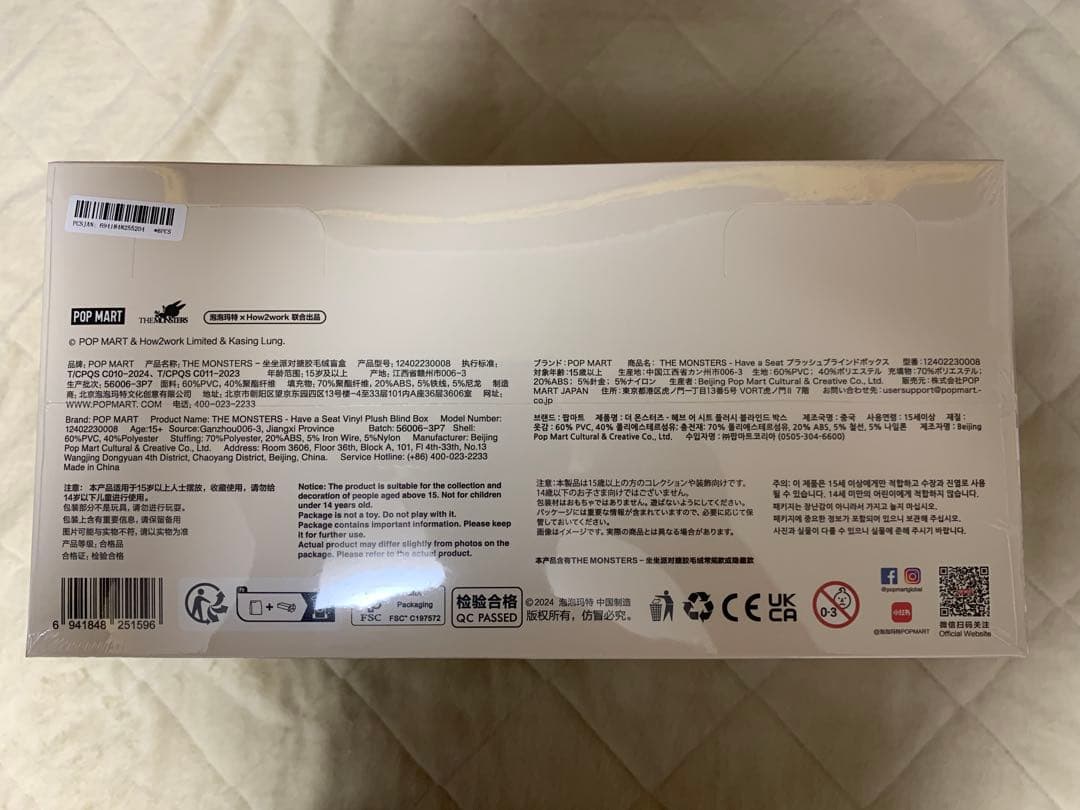 PCSJAN: 6941848255204 *6PCS
POP MART THE MONSTERS 泡泡玛特 × How2work 联合出品
© POP MART & How2work Limited & Kasing Lung.
品牌: POP MART 产品名称: THE MONSTERS – 坐坐派对搪胶毛绒盲盒 产品型号: 12402230008 执行标准:
T/CPQS C010-2024、T/CPQS C011-2023 年龄范围: 15岁及以上 产地: 江西省赣州市006-3
生产批次: 56006-3P7 面料: 60%PVC, 40%聚酯纤维 填充物: 70%聚酯纤维, 20%ABS, 5%铁线, 5%尼龙 制造
商: 北京泡泡玛特文化创意有限公司 地址: 北京市朝阳区望京东园四区13号楼-4至33层101内A座36层3606室 网址:
WWW.POPMART.COM 电话: 400-023-2233
Brand: POP MART Product Name: THE MONSTERS - Have a Seat Vinyl Plush Blind Box Model Number:
12402230008 Age:15+ Source:Ganzhou006-3, Jiangxi Province Batch: 56006-3P7 Shell:
60%PVC, 40%Polyester Stuffing: 70%Polyester, 20%ABS, 5% Iron Wire, 5%Nylon Manufacturer: Beijing
Pop Mart Cultural & Creative Co., Ltd. Address: Room 3606, Floor 36th, Block A, 101, Fl 4th-33th, No.13
Wangjing Dongyuan 4th District, Chaoyang District, Beijing, China. Service Hotline: (+86) 400-023-2233
Made in China
ブランド: POP MART 商品名: THE MONSTERS - Have a Seat プラッシュブラインドボックス 型番: 12402230008
対象年齢: 15歳以上 生産地: 中国江西省カン州市006-3 生地: 60%PVC; 40%ポリエステル 充填物: 70%ポリエステル;
20%ABS; 5%針金; 5%ナイロン 生産者: Beijing Pop Mart Cultural & Creative Co., Ltd. 販売元: 株式会社POP
MART JAPAN 住所: 東京都港区虎ノ門一丁目13番5号 VORT虎ノ門II 7階 お問い合わせ先: usersupport@popmart-
co.jp
브랜드: 팝마트 제품명: 더 몬스터즈 - 해브 어 시트 플러시 블라인드 박스 제조국명: 중국 사용연령: 15세이상 재질:
겉감: 60% PVC, 40% 폴리에스테르섬유; 충전재: 70% 폴리에스테르섬유, 20% ABS, 5% 철선, 5% 나일론 제조자명: Beijing
Pop Mart Cultural & Creative Co., Ltd. 수입자명: ㈜팝마트코리아 (0505-304-6600)
注意: 本产品适用于15岁以上人士摆放，收藏使用，请勿给
14岁以下儿童进行使用。
包装部分不是玩具，请勿进行玩耍。
包装上含有重要信息，请保留备用
图片可能与实物不符，请以实物为准
产品等级: 合格品
合格证: 检验合格
Notice: The product is suitable for the collection and
decoration of people aged above 15. Not for children
under 14 years old.
Package is not a toy. Do not play with it.
Package contains important information. Please keep
it for further use.
Actual product may differ slightly from photos on the
package. Please refer to the actual product.
注意: 本製品は15歳以上の方のコレクションや装飾向けです。
14歳以下のお子さま向けではございません。
包装材はおもちゃではありません。遊ばないようにしてください。
パッケージには重要な情報が含まれていますので、必要に応じて保
管しておいてください。
画像はイメージです。実際の商品とは異なる場合があります。
주의: 이 제품은 15세 이상에게만 적합하고 수장과 진열로 사용
될 수 있습니다. 14세 미만의 어린이에게 적합하지 않습니다.
패키지는 장난감이 아니라서 가지고 놀지 마십시오.
패키지에 중요한 정보가 포함되어 있으니 보관해 주십시오.
사진과 실물이 다를 수 있으니 실물에 준해 주시기 바랍니다.
本产品含有THE MONSTERS – 坐坐派对搪胶毛绒常规款或隐藏款
6 941848 251596
FSC Packaging FSC® C197572
检验合格
QC PASSED
©2024 泡泡玛特 中国制造
版权所有，仿冒必究。
CE UKCA 0-3
@popmartglobal
小红书
@泡泡玛特POPMART
微信扫码关注
Official Website